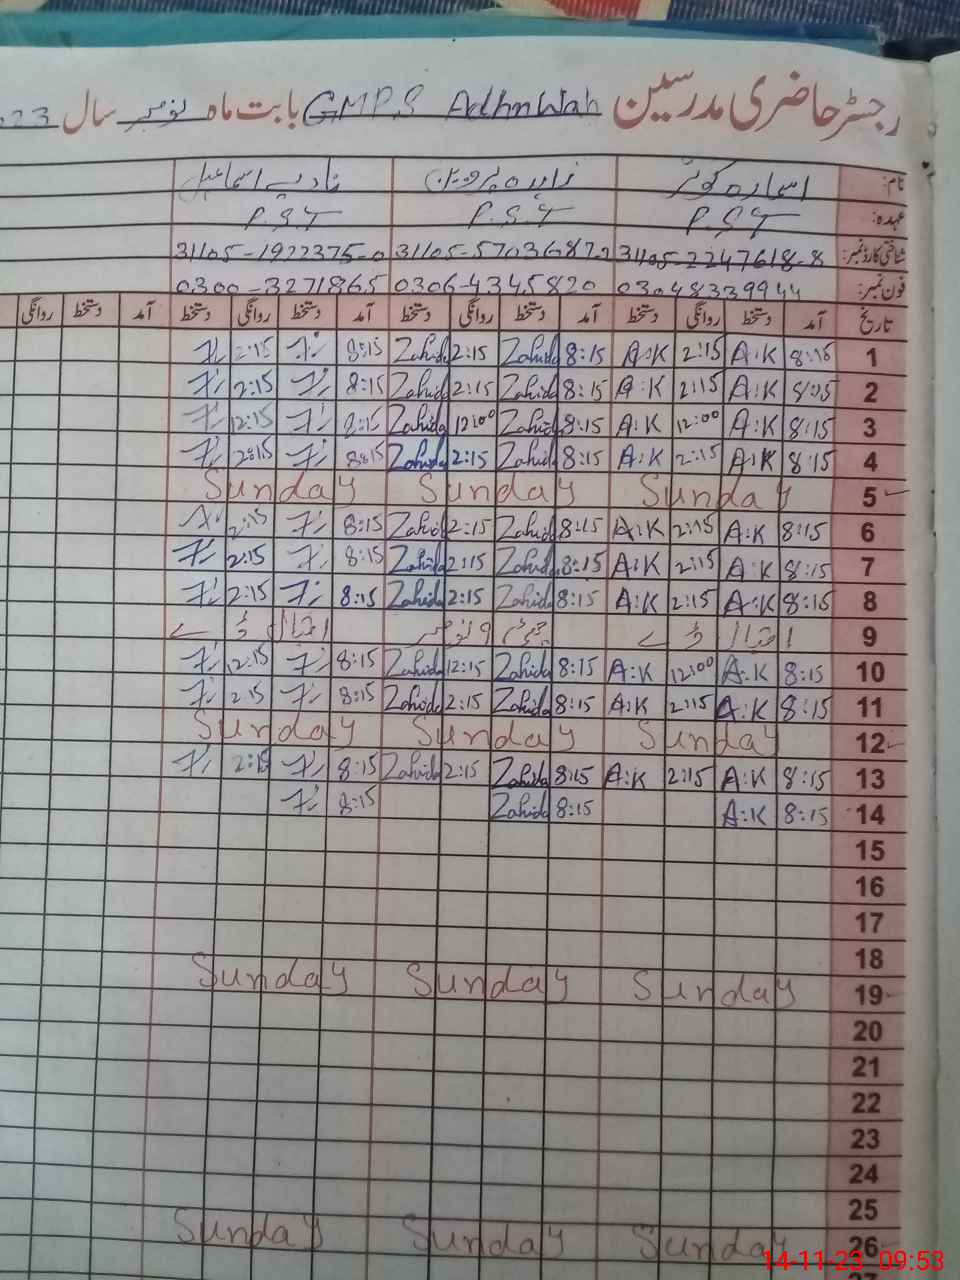 رجسٹر حاضری مدرسین GMPS Adhnwah بابت ماہ نومبر سال 23
نام: اسمارہ کوثر زاہدہ پروین نادیہ اسماعیل
عہدہ: P.S.T P.S.T P.S.T
شناختی کارڈ نمبر: 31105-2247618-8 31105-5703687-2 31105-1922375-0
فون نمبر: 03048339944 0306-4345820 0300-3271865
تاریخ آمد دستخط روانگی دستخط آمد دستخط روانگی دستخط آمد دستخط روانگی دستخط آمد دستخط روانگی
1 8:15 A.K 2:15 A.K 8:15 Zahida 2:15 Zahida 8:15 2:15
2 8:15 A.K 2:15 A.K 8:15 Zahida 2:15 Zahida 8:15 2:15
3 8:15 A.K 12:00 A.K 8:15 Zahida 12:00 Zahida 8:15 12:15
4 8:15 A.K 2:15 A.K 8:15 Zahida 2:15 Zahida 8:15 2:15
5 Sunday Sunday Sunday
6 8:15 A.K 2:15 A.K 8:15 Zahida 2:15 Zahida 8:15 2:15
7 8:15 A.K 2:15 A.K 8:15 Zahida 2:15 Zahida 8:15 2:15
8 8:15 A.K 2:15 A.K 8:15 Zahida 2:15 Zahida 8:15 2:15
9 اقبال ڈے چھٹی 9 نومبر اقبال ڈے
10 8:15 A.K 12:00 A.K 8:15 Zahida 12:15 Zahida 8:15 12:15
11 8:15 A.K 2:15 A.K 8:15 Zahida 2:15 Zahida 8:15 2:15
12 Sunday Sunday Sunday
13 8:15 A.K 2:15 A.K 8:15 Zahida 2:15 Zahida 8:15 2:15
14 8:15 A.K 8:15 Zahida 8:15
15
16
17
18
19 Sunday Sunday Sunday
20
21
22
23
24
25
26 Sunday Sunday Sunday
14-11-23 09:53